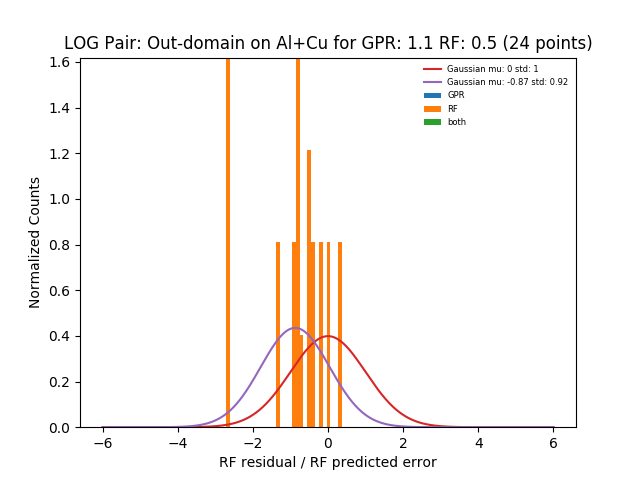 LOG Pair: Out-domain on Al+Cu for GPR: 1.1 RF: 0.5 (24 points)
Gaussian mu: 0 std: 1
Gaussian mu: -0.87 std: 0.92
GPR
RF
both
Normalized Counts
1.6
1.4
1.2
1.0
0.8
0.6
0.4
0.2
0.0
−6 −4 −2 0 2 4 6
RF residual / RF predicted error